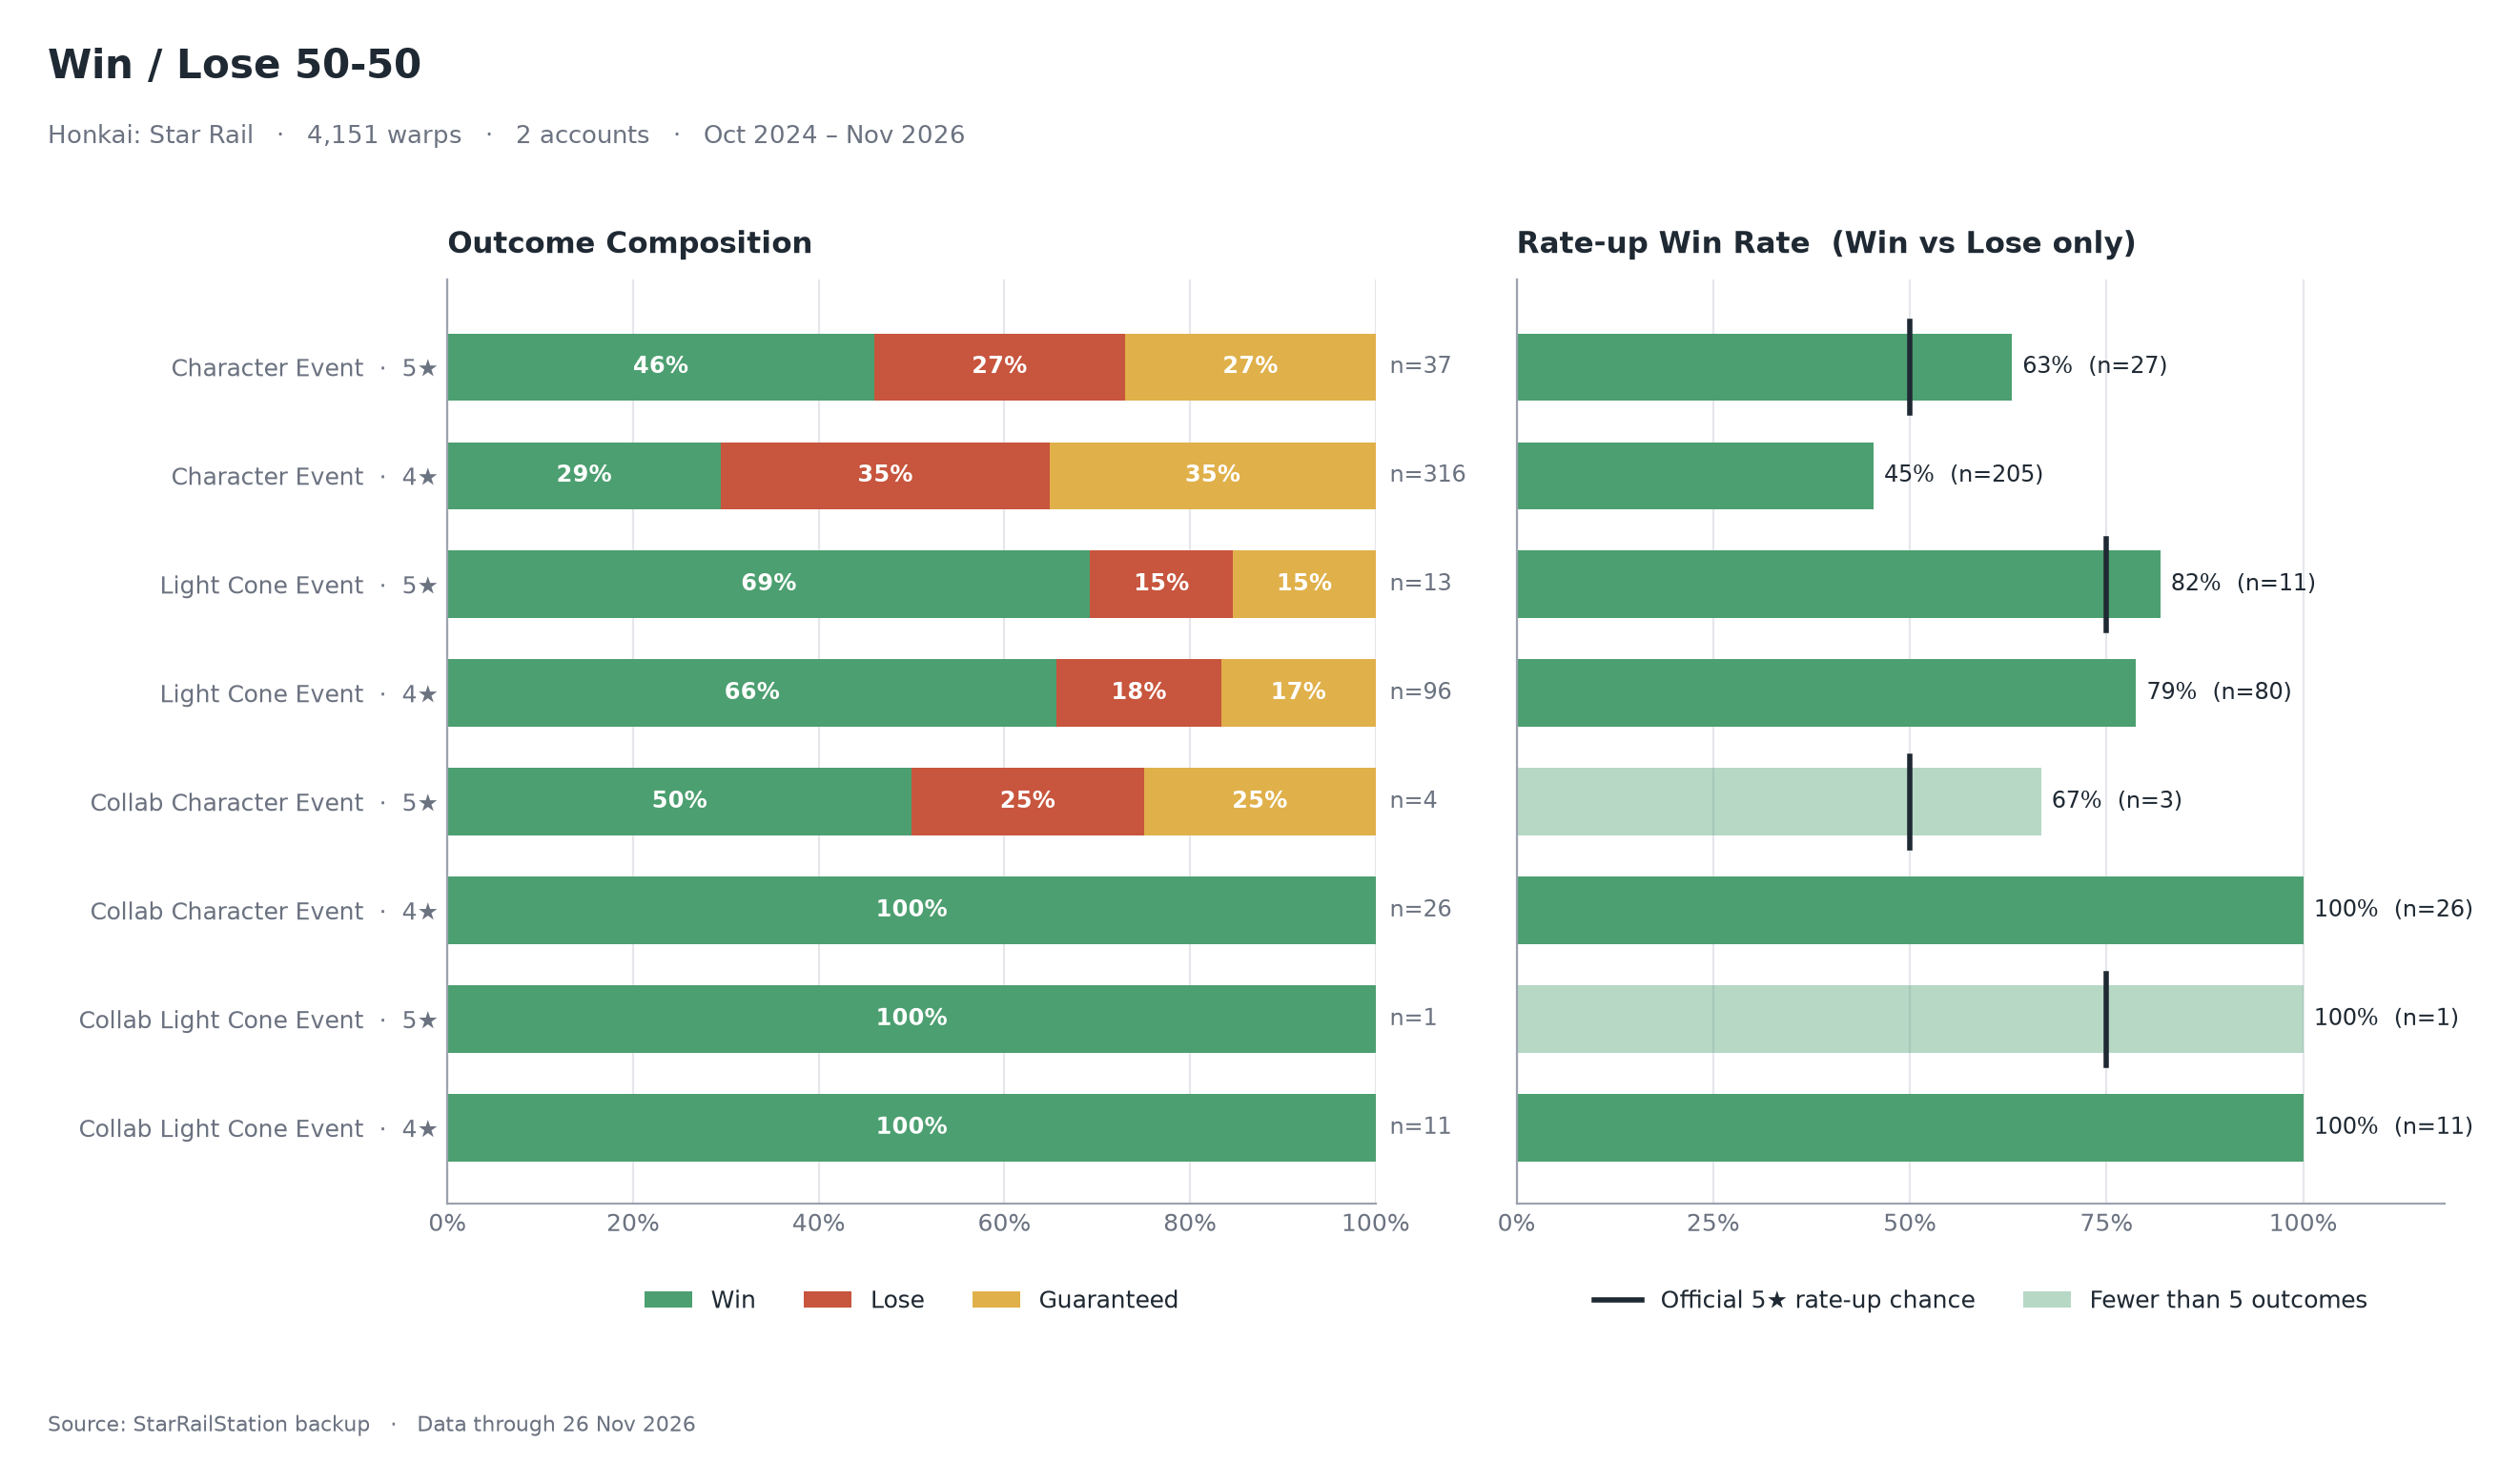 Win / Lose 50-50
Honkai: Star Rail · 4,151 warps · 2 accounts · Oct 2024 – Nov 2026
Outcome Composition
Character Event · 5★ 46% 27% 27% n=37
Character Event · 4★ 29% 35% 35% n=316
Light Cone Event · 5★ 69% 15% 15% n=13
Light Cone Event · 4★ 66% 18% 17% n=96
Collab Character Event · 5★ 50% 25% 25% n=4
Collab Character Event · 4★ 100% n=26
Collab Light Cone Event · 5★ 100% n=1
Collab Light Cone Event · 4★ 100% n=11
0% 20% 40% 60% 80% 100%
Win Lose Guaranteed
Rate-up Win Rate (Win vs Lose only)
63% (n=27)
45% (n=205)
82% (n=11)
79% (n=80)
67% (n=3)
100% (n=26)
100% (n=1)
100% (n=11)
0% 25% 50% 75% 100%
Official 5★ rate-up chance Fewer than 5 outcomes
Source: StarRailStation backup · Data through 26 Nov 2026